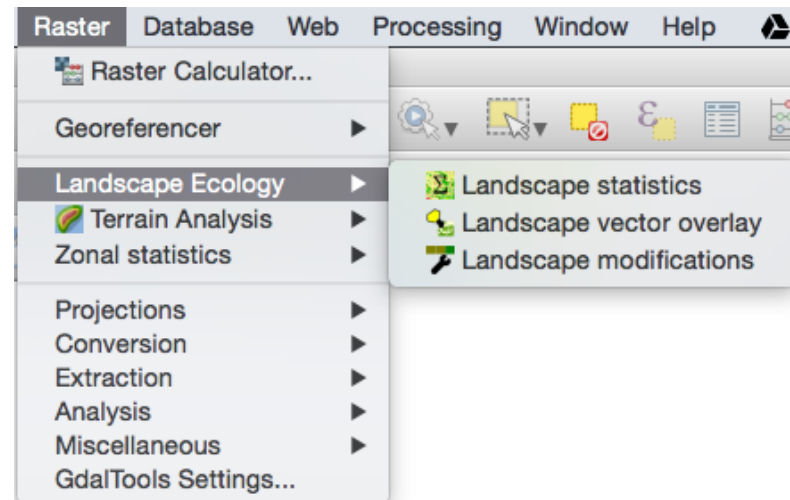 Raster Database Web Processing Window Help
Raster Calculator...
Georeferencer
Landscape Ecology
Landscape statistics
Terrain Analysis
Landscape vector overlay
Zonal statistics
Landscape modifications
Projections
Conversion
Extraction
Analysis
Miscellaneous
GdalTools Settings...